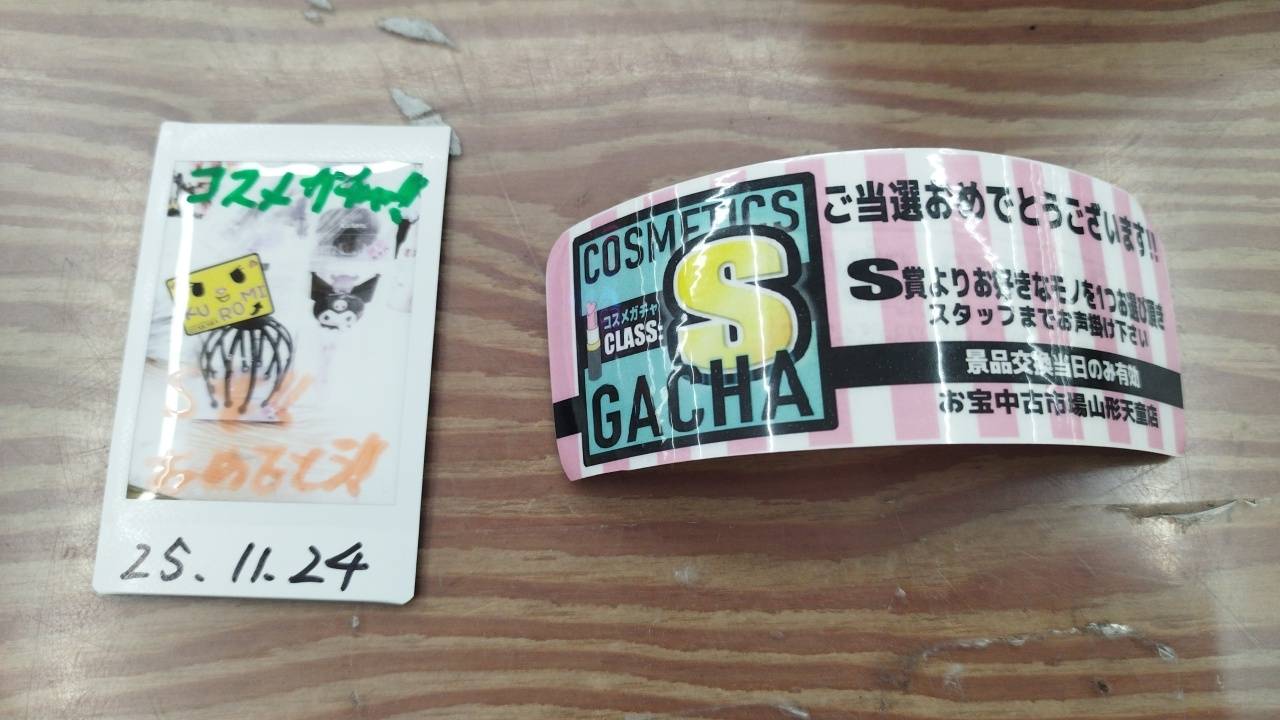 コスメガチャ!!
KU
ROMI
S
おめでとう!!
25.11.24
COSMETICS
コスメガチャ
CLASS:
S
GACHA
ご当選おめでとうございます!!
S賞よりお好きなモノを1つお選び頂き
スタッフまでお声掛け下さい
景品交換当日のみ有効
お宝中古市場山形天童店